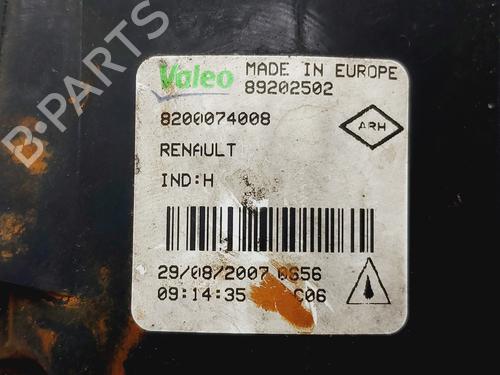 Valeo MADE IN EUROPE
89202502
8200074008
ARH
RENAULT
IND:H
29/08/2007 0656
09:14:35 C06
B-PARTS